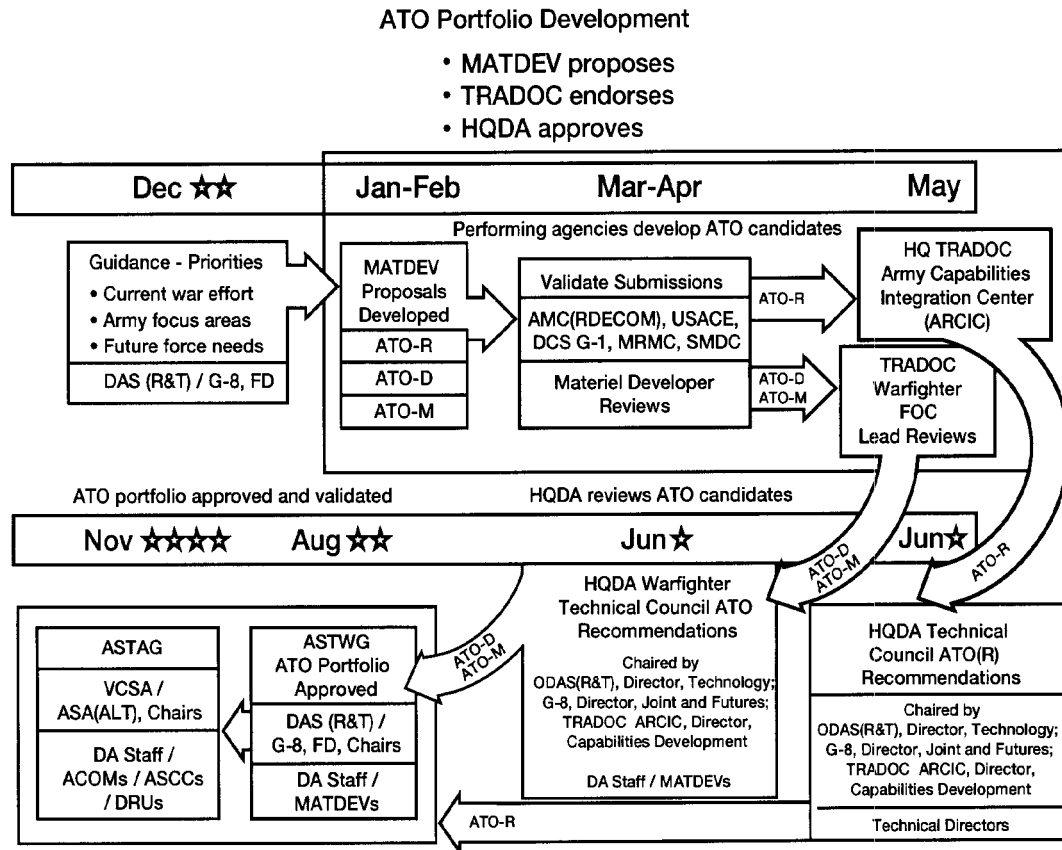 ATO Portfolio Development
• MATDEV proposes
• TRADOC endorses
• HQDA approves
Dec ☆☆
Jan-Feb
Mar-Apr
May
Performing agencies develop ATO candidates
Guidance - Priorities
• Current war effort
• Army focus areas
• Future force needs
DAS (R&T) / G-8, FD
MATDEV
Proposals
Developed
ATO-R
ATO-D
ATO-M
Validate Submissions
AMC(RDECOM), USACE,
DCS G-1, MRMC, SMDC
Materiel Developer
Reviews
ATO-R
ATO-D
ATO-M
HQ TRADOC
Army Capabilities
Integration Center
(ARCIC)
TRADOC
Warfighter
FOC
Lead Reviews
ATO portfolio approved and validated
HQDA reviews ATO candidates
Nov ☆☆☆☆
Aug ☆☆
Jun ☆
Jun ☆
ATO-D
ATO-M
ATO-R
ASTAG
VCSA /
ASA(ALT), Chairs
DA Staff /
ACOMs / ASCCs
/ DRUs
ASTWG
ATO Portfolio
Approved
DAS (R&T) /
G-8, FD, Chairs
DA Staff /
MATDEVs
ATO-D
ATO-M
HQDA Warfighter
Technical Council ATO
Recommendations
Chaired by
ODAS(R&T), Director, Technology;
G-8, Director, Joint and Futures;
TRADOC ARCIC, Director,
Capabilities Development
DA Staff / MATDEVs
HQDA Technical
Council ATO(R)
Recommendations
Chaired by
ODAS(R&T), Director, Technology;
G-8, Director, Joint and Futures;
TRADOC ARCIC, Director,
Capabilities Development
Technical Directors
ATO-R